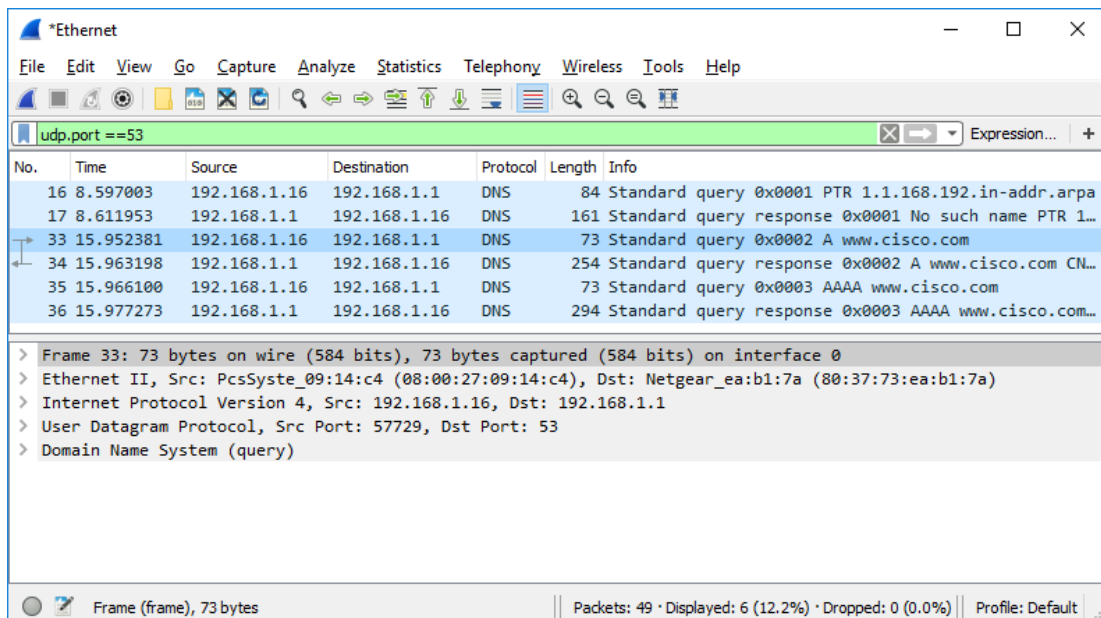 *Ethernet
File Edit View Go Capture Analyze Statistics Telephony Wireless Tools Help
udp.port ==53 Expression... +
No. Time Source Destination Protocol Length Info
16 8.597003 192.168.1.16 192.168.1.1 DNS 84 Standard query 0x0001 PTR 1.1.168.192.in-addr.arpa
17 8.611953 192.168.1.1 192.168.1.16 DNS 161 Standard query response 0x0001 No such name PTR 1…
33 15.952381 192.168.1.16 192.168.1.1 DNS 73 Standard query 0x0002 A www.cisco.com
34 15.963198 192.168.1.1 192.168.1.16 DNS 254 Standard query response 0x0002 A www.cisco.com CN…
35 15.966100 192.168.1.16 192.168.1.1 DNS 73 Standard query 0x0003 AAAA www.cisco.com
36 15.977273 192.168.1.1 192.168.1.16 DNS 294 Standard query response 0x0003 AAAA www.cisco.com…
> Frame 33: 73 bytes on wire (584 bits), 73 bytes captured (584 bits) on interface 0
> Ethernet II, Src: PcsSyste_09:14:c4 (08:00:27:09:14:c4), Dst: Netgear_ea:b1:7a (80:37:73:ea:b1:7a)
> Internet Protocol Version 4, Src: 192.168.1.16, Dst: 192.168.1.1
> User Datagram Protocol, Src Port: 57729, Dst Port: 53
> Domain Name System (query)
Frame (frame), 73 bytes Packets: 49 · Displayed: 6 (12.2%) · Dropped: 0 (0.0%) Profile: Default